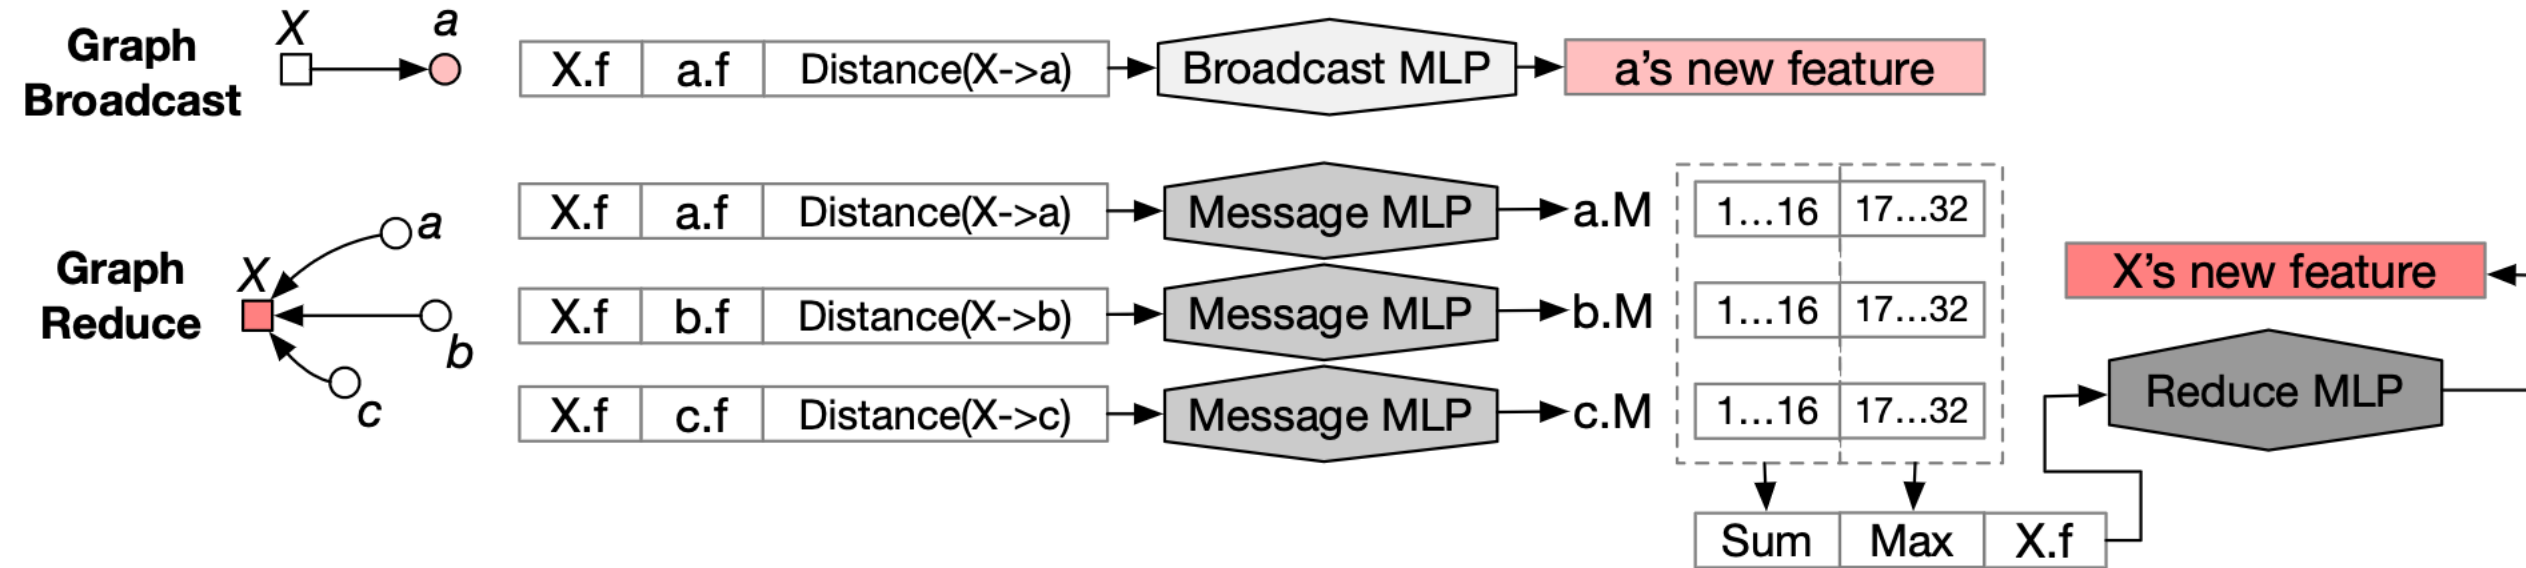 Graph
Broadcast
X
a
X.f a.f Distance(X->a)
Broadcast MLP
a's new feature
Graph
Reduce
X
a
b
c
X.f a.f Distance(X->a)
Message MLP
a.M
1...16 17...32
X.f b.f Distance(X->b)
Message MLP
b.M
1...16 17...32
X.f c.f Distance(X->c)
Message MLP
c.M
1...16 17...32
Sum Max X.f
Reduce MLP
X's new feature